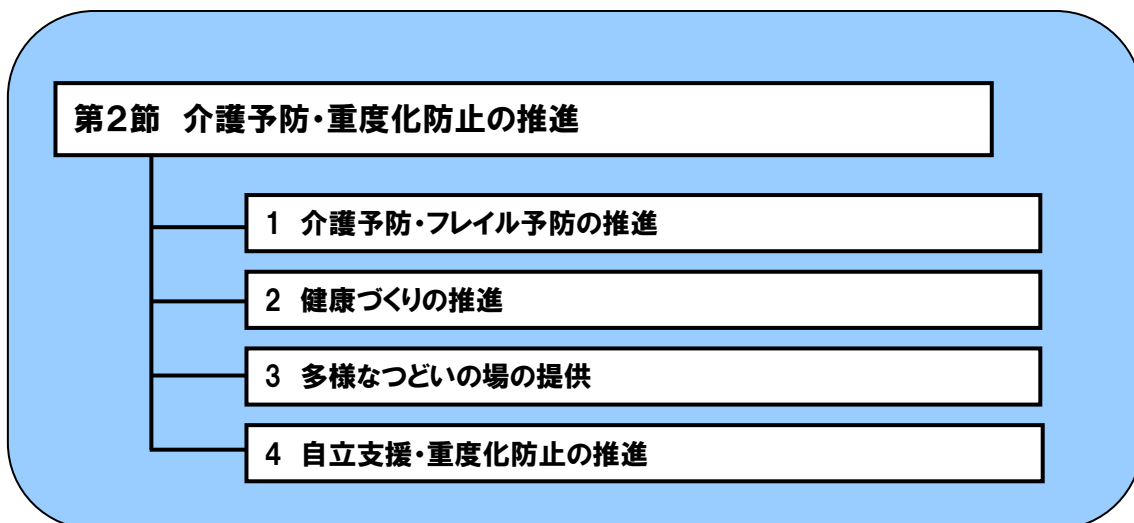 第2節 介護予防・重度化防止の推進
1 介護予防・フレイル予防の推進
2 健康づくりの推進
3 多様なつどいの場の提供
4 自立支援・重度化防止の推進